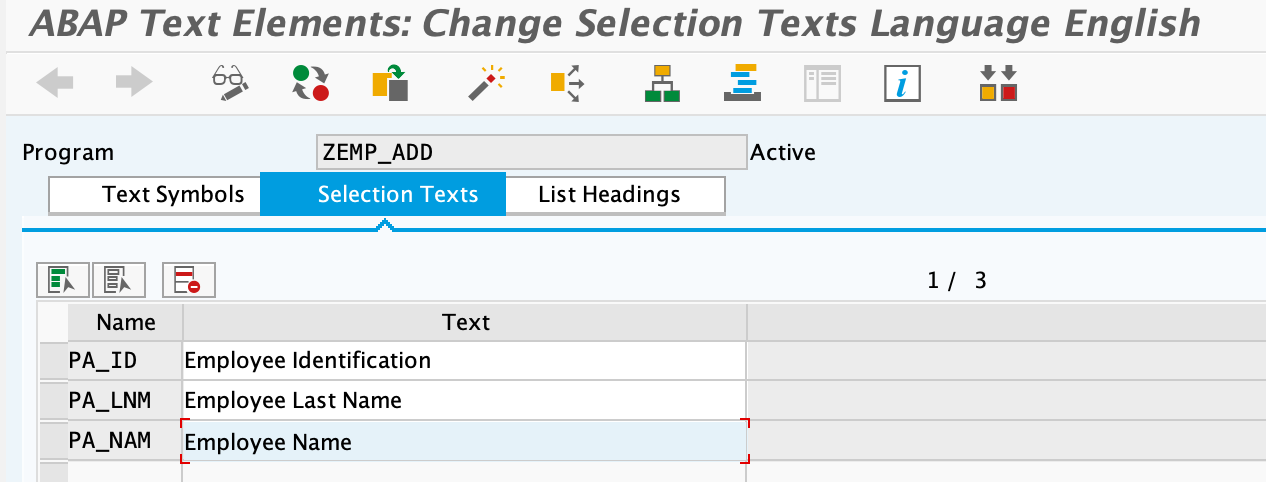 ABAP Text Elements: Change Selection Texts Language English
Program ZEMP_ADD Active
Text Symbols Selection Texts List Headings
1 / 3
Name Text
PA_ID Employee Identification
PA_LNM Employee Last Name
PA_NAM Employee Name